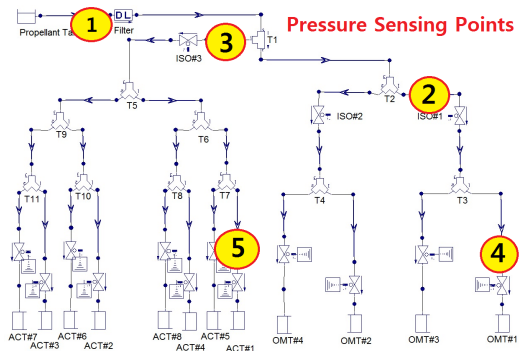 Pressure Sensing Points
1
DL
Propellant Ta
Filter
3
T1
ISO#3
T5
T2
2
ISO#2
ISO#1
T9
T6
T11
T10
T8
T7
T4
T3
5
4
ACT#7
ACT#3
ACT#6
ACT#2
ACT#8
ACT#4
ACT#5
ACT#1
OMT#4
OMT#2
OMT#3
OMT#1